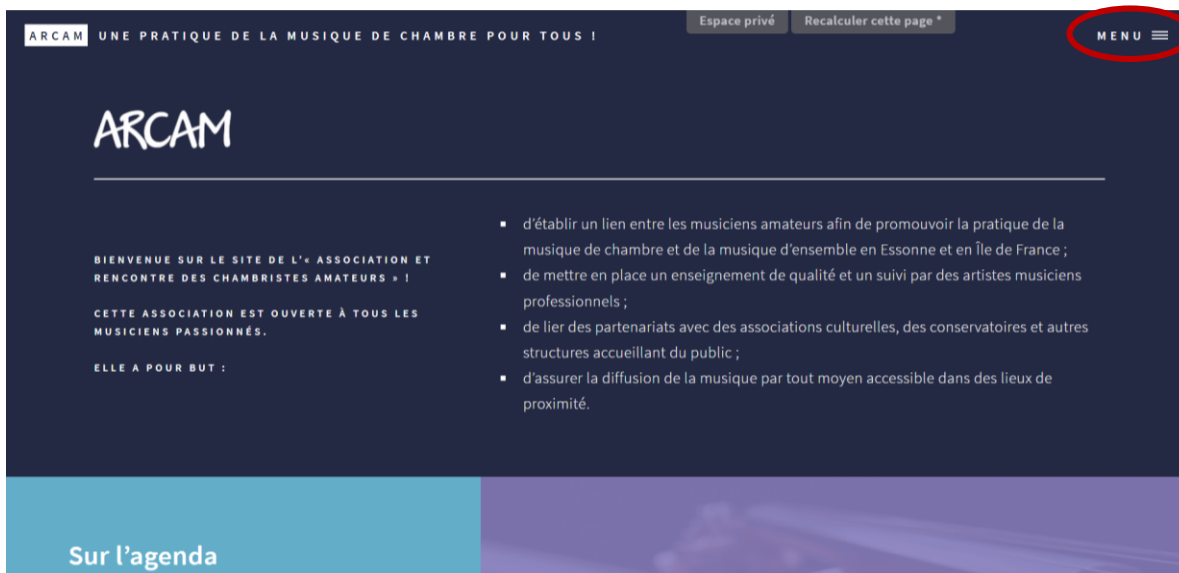 Espace privé Recalculer cette page *
ARCAM UNE PRATIQUE DE LA MUSIQUE DE CHAMBRE POUR TOUS ! MENU
ARCAM
BIENVENUE SUR LE SITE DE L'« ASSOCIATION ET
RENCONTRE DES CHAMBRISTES AMATEURS » !
CETTE ASSOCIATION EST OUVERTE À TOUS LES
MUSICIENS PASSIONNÉS.
ELLE A POUR BUT :
▪ d’établir un lien entre les musiciens amateurs afin de promouvoir la pratique de la
musique de chambre et de la musique d’ensemble en Essonne et en Île de France ;
▪ de mettre en place un enseignement de qualité et un suivi par des artistes musiciens
professionnels ;
▪ de lier des partenariats avec des associations culturelles, des conservatoires et autres
structures accueillant du public ;
▪ d’assurer la diffusion de la musique par tout moyen accessible dans des lieux de
proximité.
Sur l’agenda